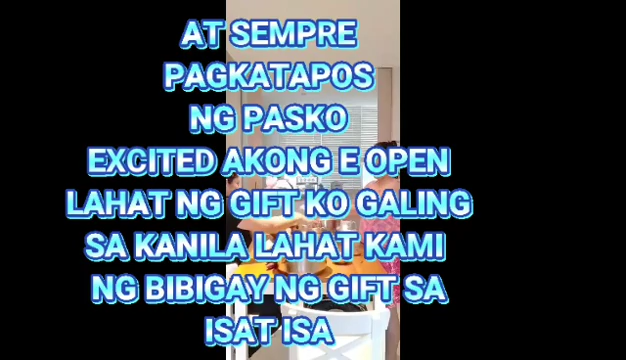 AT SEMPRE
PAGKATAPOS
NG PASKO
EXCITED AKONG E OPEN
LAHAT NG GIFT KO GALING
SA KANILA LAHAT KAMI
NG BIBIGAY NG GIFT SA
ISAT ISA